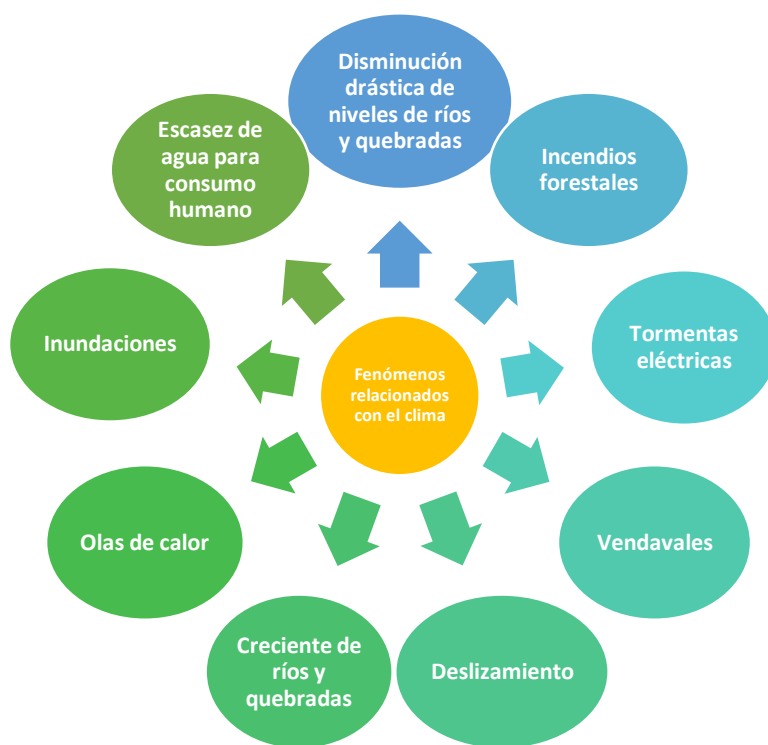 Disminución
drástica de
niveles de ríos
y quebradas
Incendios
forestales
Tormentas
eléctricas
Vendavales
Deslizamiento
Creciente de
ríos y
quebradas
Olas de calor
Inundaciones
Escasez de
agua para
consumo
humano
Fenómenos
relacionados
con el clima